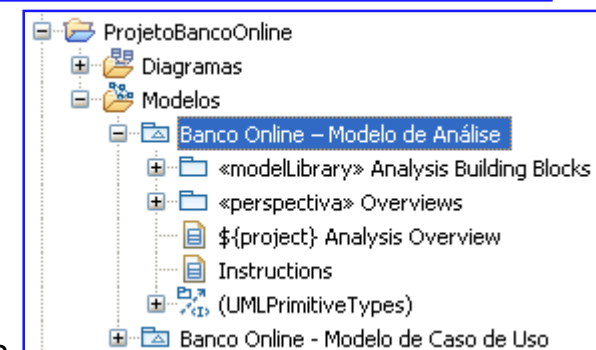 ProjetoBancoOnline
Diagramas
Modelos
Banco Online – Modelo de Análise
«modelLibrary» Analysis Building Blocks
«perspectiva» Overviews
${project} Analysis Overview
Instructions
(UMLPrimitiveTypes)
Banco Online - Modelo de Caso de Uso